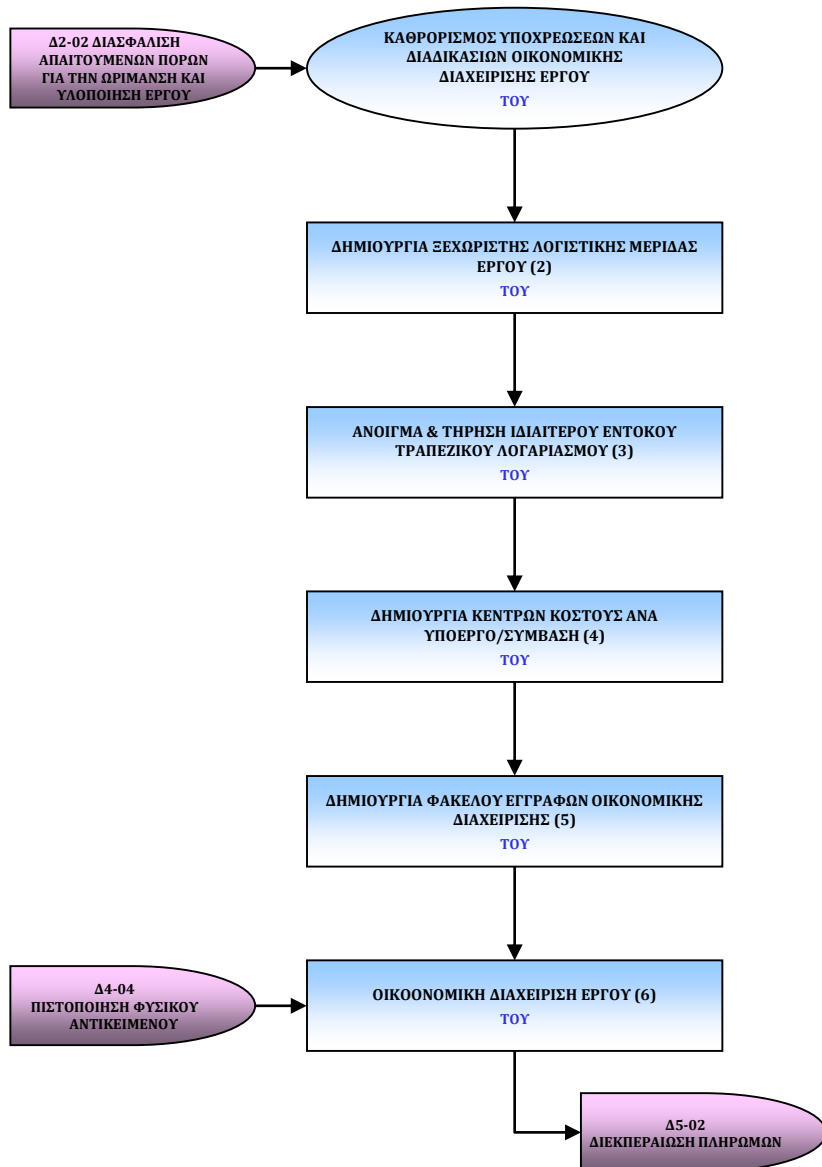 Δ2-02 ΔΙΑΣΦΑΛΙΣΗ
ΑΠΑΙΤΟΥΜΕΝΩΝ ΠΟΡΩΝ
ΓΙΑ ΤΗΝ ΩΡΙΜΑΝΣΗ ΚΑΙ
ΥΛΟΠΟΙΗΣΗ ΕΡΓΟΥ
ΚΑΘΡΟΡΙΣΜΟΣ ΥΠΟΧΡΕΩΣΕΩΝ ΚΑΙ
ΔΙΑΔΙΚΑΣΙΩΝ ΟΙΚΟΝΟΜΙΚΗΣ
ΔΙΑΧΕΙΡΙΣΗΣ ΕΡΓΟΥ
ΤΟΥ
ΔΗΜΙΟΥΡΓΙΑ ΞΕΧΩΡΙΣΤΗΣ ΛΟΓΙΣΤΙΚΗΣ ΜΕΡΙΔΑΣ
ΕΡΓΟΥ (2)
ΤΟΥ
ΑΝΟΙΓΜΑ & ΤΗΡΗΣΗ ΙΔΙΑΙΤΕΡΟΥ ΕΝΤΟΚΟΥ
ΤΡΑΠΕΖΙΚΟΥ ΛΟΓΑΡΙΑΣΜΟΥ (3)
ΤΟΥ
ΔΗΜΙΟΥΡΓΙΑ ΚΕΝΤΡΩΝ ΚΟΣΤΟΥΣ ΑΝΑ
ΥΠΟΕΡΓΟ/ΣΥΜΒΑΣΗ (4)
ΤΟΥ
ΔΗΜΙΟΥΡΓΙΑ ΦΑΚΕΛΟΥ ΕΓΓΡΑΦΩΝ ΟΙΚΟΝΟΜΙΚΗΣ
ΔΙΑΧΕΙΡΙΣΗΣ (5)
ΤΟΥ
Δ4-04
ΠΙΣΤΟΠΟΙΗΣΗ ΦΥΣΙΚΟΥ
ΑΝΤΙΚΕΙΜΕΝΟΥ
ΟΙΚΟΟΝΟΜΙΚΗ ΔΙΑΧΕΙΡΙΣΗ ΕΡΓΟΥ (6)
ΤΟΥ
Δ5-02
ΔΙΕΚΠΕΡΑΙΩΣΗ ΠΛΗΡΩΜΩΝ